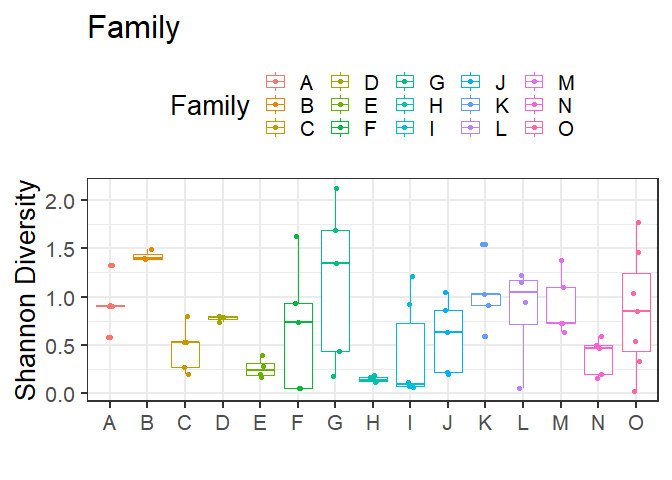 Family
Family
A D G J M
B E H K N
C F I L O
Shannon Diversity
2.0
1.5
1.0
0.5
0.0
A B C D E F G H I J K L M N O